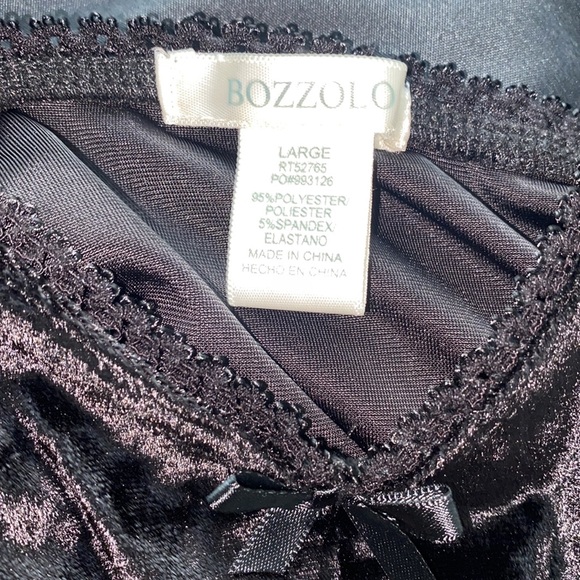 BOZZOLO
LARGE
RT52765
PO#993126
95%POLYESTER
POLIESTER
5%SPANDEX
ELASTANO
MADE IN CHINA
HECHO EN CHINA